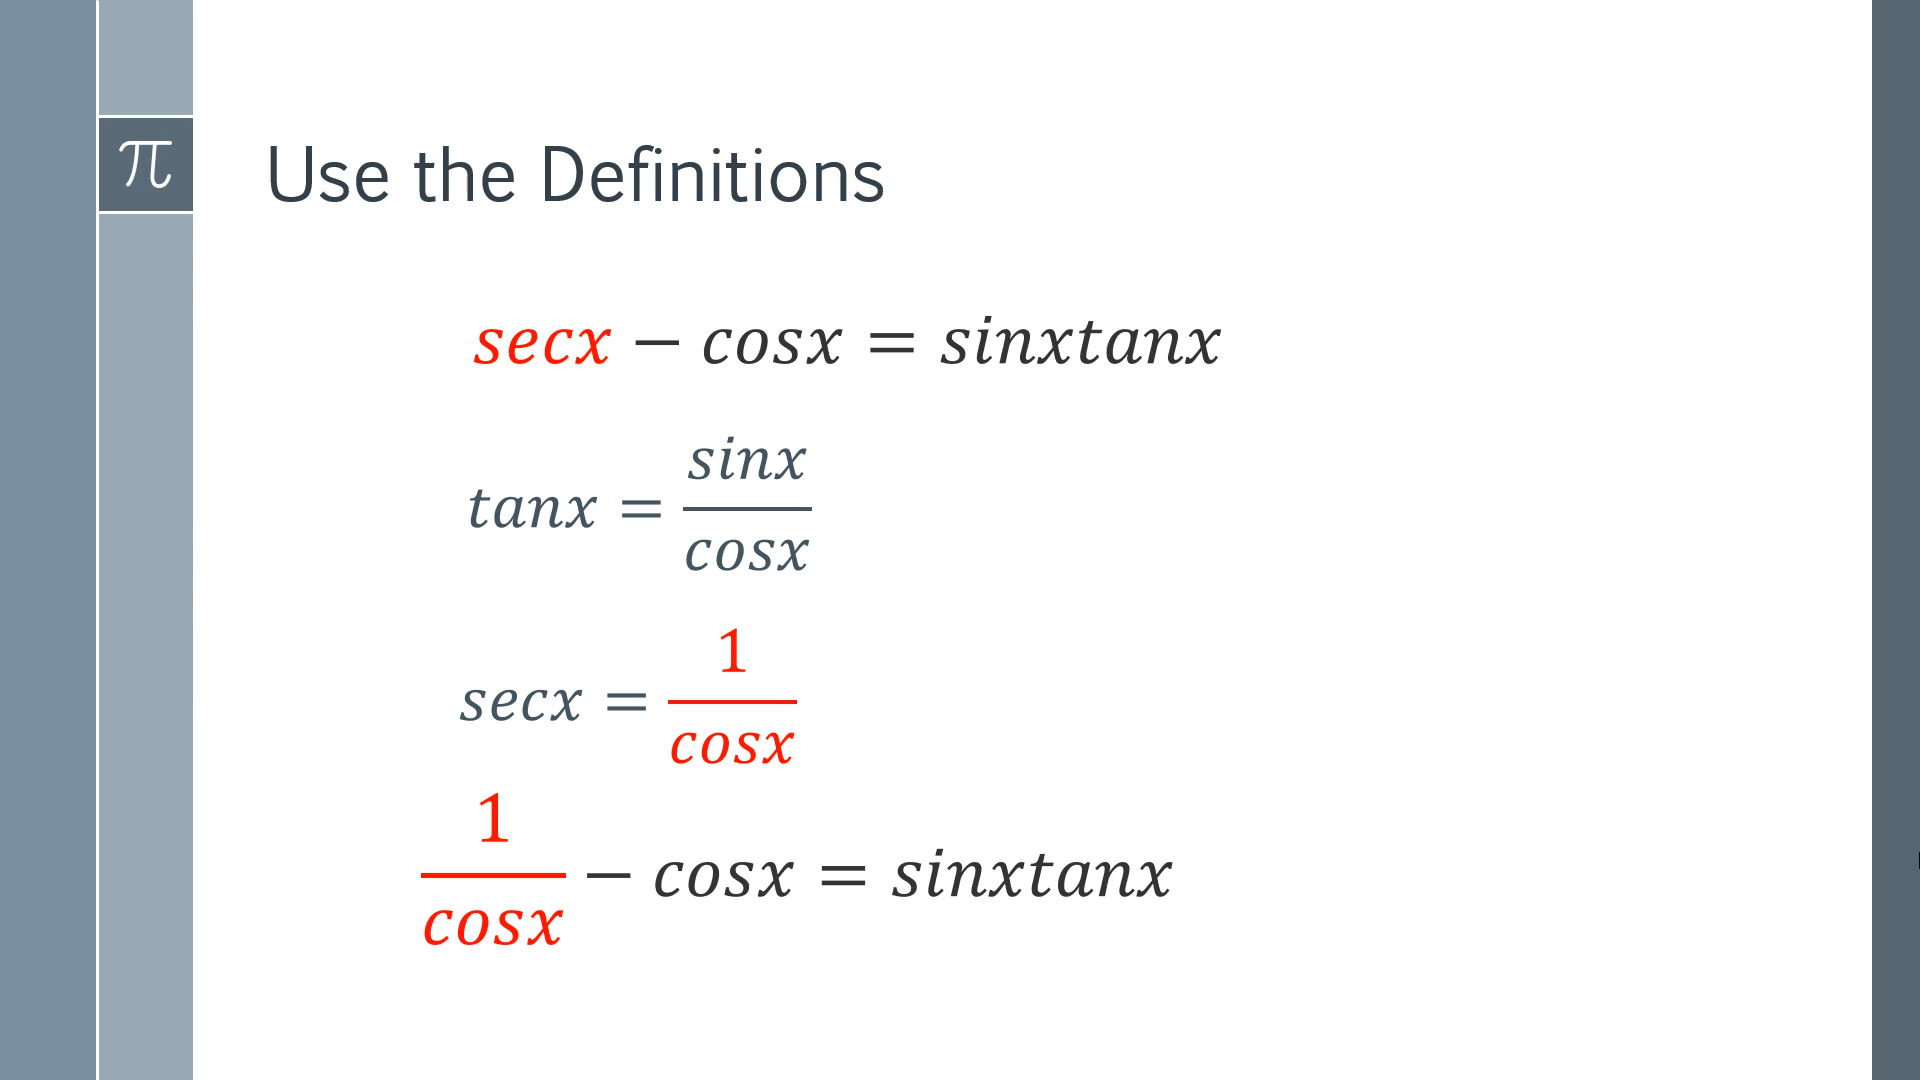 π
Use the Definitions
secx − cosx = sinxtanx
tanx = sinx/cosx
secx = 1/cosx
1/cosx − cosx = sinxtanx